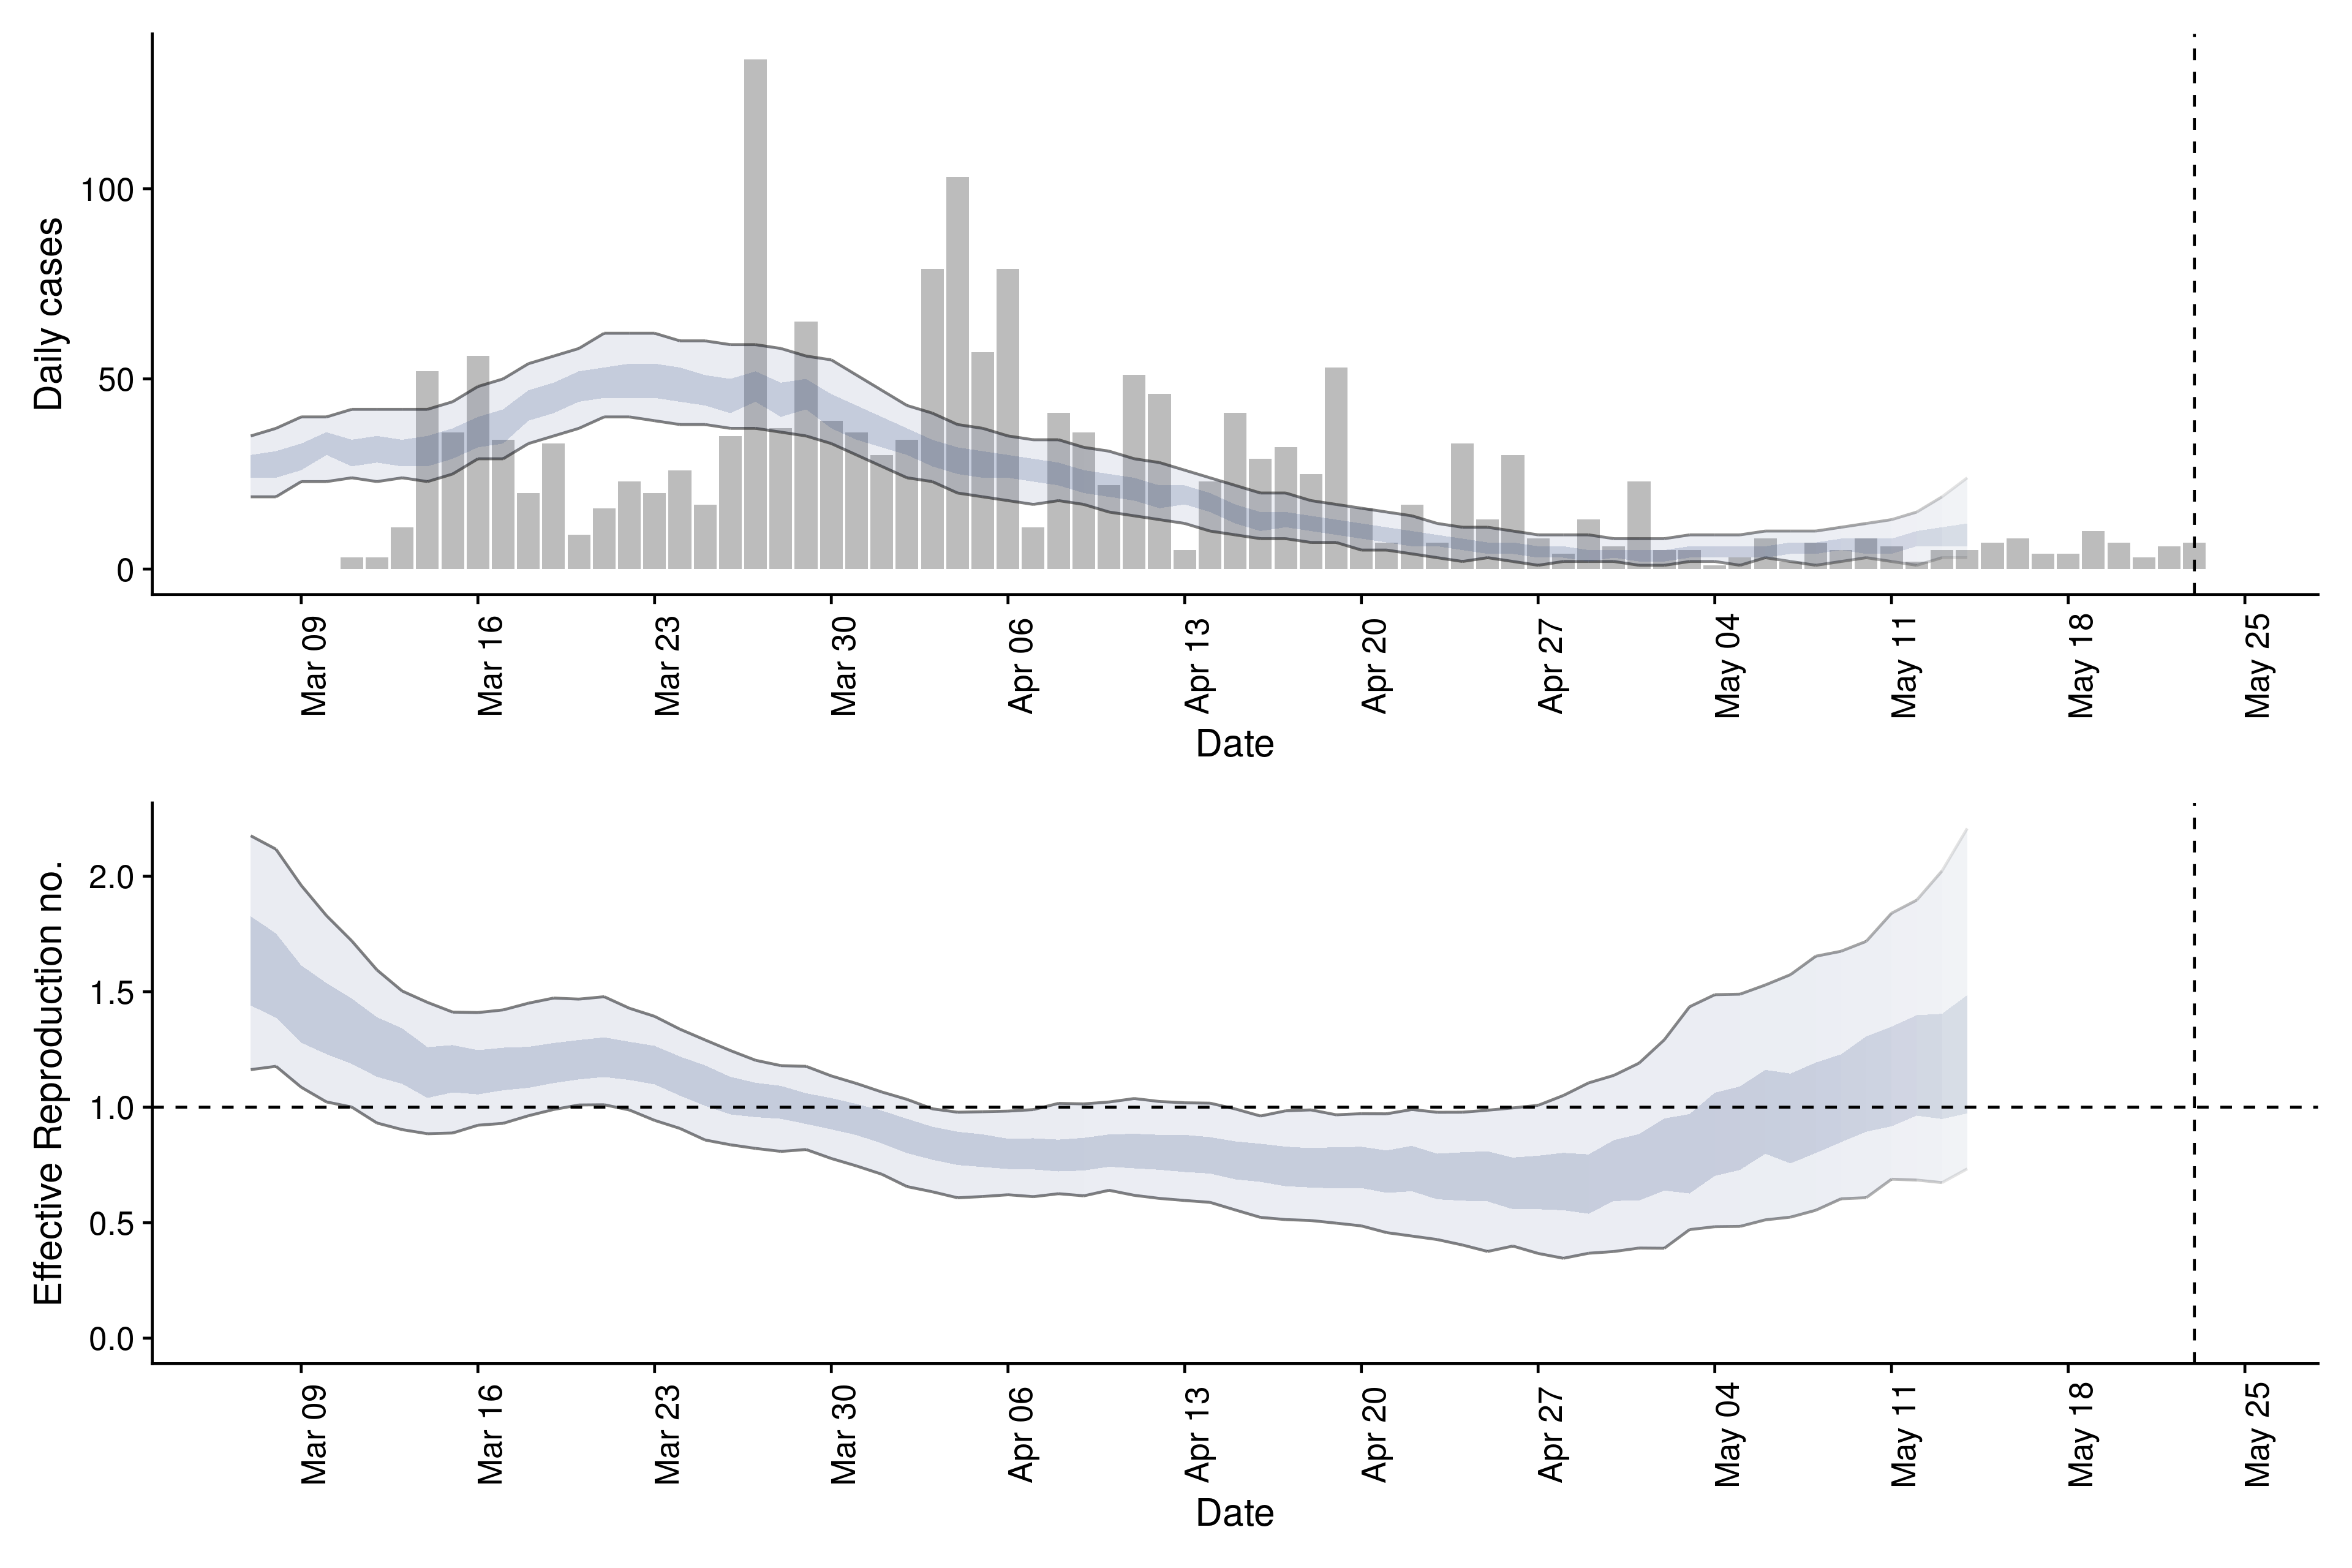 Daily cases
100
50
0
Mar 09
Mar 16
Mar 23
Mar 30
Apr 06
Apr 13
Apr 20
Apr 27
May 04
May 11
May 18
May 25
Date
Effective Reproduction no.
2.0
1.5
1.0
0.5
0.0
Mar 09
Mar 16
Mar 23
Mar 30
Apr 06
Apr 13
Apr 20
Apr 27
May 04
May 11
May 18
May 25
Date